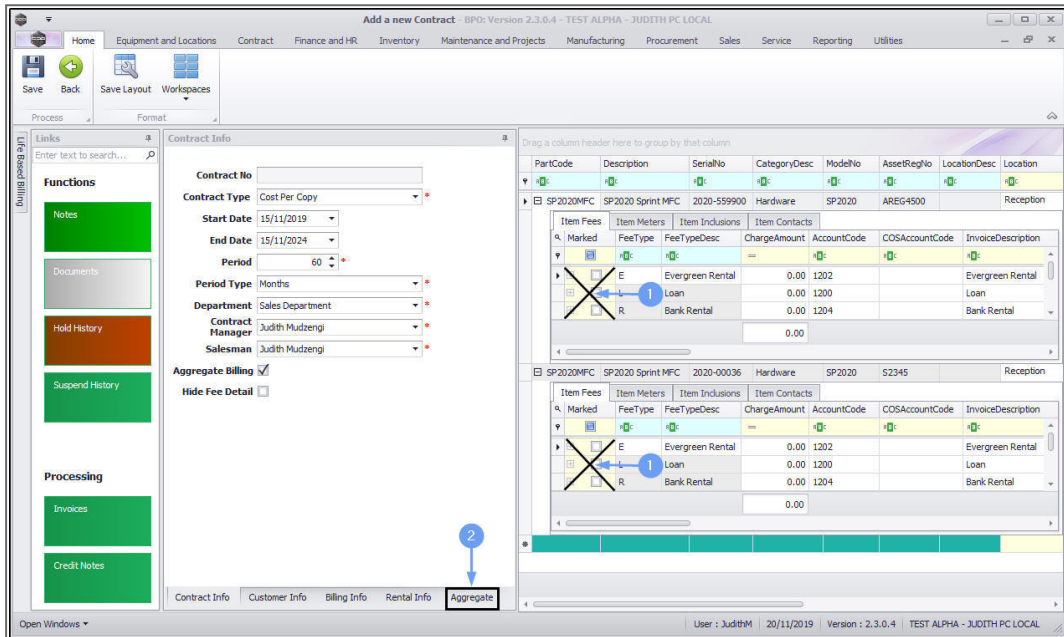 Add a new Contract - BPO: Version 2.3.0.4 - TEST ALPHA - JUDITH PC LOCAL
Home Equipment and Locations Contract Finance and HR Inventory Maintenance and Projects Manufacturing Procurement Sales Service Reporting Utilities
Save Back Save Layout Workspaces
Process Format
Life Based Billing
Links
Enter text to search...
Functions
Notes
Documents
Hold History
Suspend History
Processing
Invoices
Credit Notes
Contract Info
Contract No
Contract Type Cost Per Copy *
Start Date 15/11/2019
End Date 15/11/2024
Period 60 *
Period Type Months *
Department Sales Department *
Contract
Manager Judith Mudzengi *
Salesman Judith Mudzengi *
Aggregate Billing
Hide Fee Detail
2
Contract Info Customer Info Billing Info Rental Info Aggregate
Drag a column header here to group by that column
PartCode Description SerialNo CategoryDesc ModelNo AssetRegNo LocationDesc Location
SP2020MFC SP2020 Sprint MFC 2020-559900 Hardware SP2020 AREG4500 Reception
Item Fees Item Meters Item Inclusions Item Contacts
Marked FeeType FeeTypeDesc ChargeAmount AccountCode COSAccountCode InvoiceDescription
E Evergreen Rental 0.00 1202 Evergreen Rental
1 Loan 0.00 1200 Loan
R Bank Rental 0.00 1204 Bank Rental
0.00
SP2020MFC SP2020 Sprint MFC 2020-00036 Hardware SP2020 S2345 Reception
Item Fees Item Meters Item Inclusions Item Contacts
Marked FeeType FeeTypeDesc ChargeAmount AccountCode COSAccountCode InvoiceDescription
E Evergreen Rental 0.00 1202 Evergreen Rental
1 Loan 0.00 1200 Loan
R Bank Rental 0.00 1204 Bank Rental
0.00
Open Windows User : JudithM 20/11/2019 Version : 2.3.0.4 TEST ALPHA - JUDITH PC LOCAL